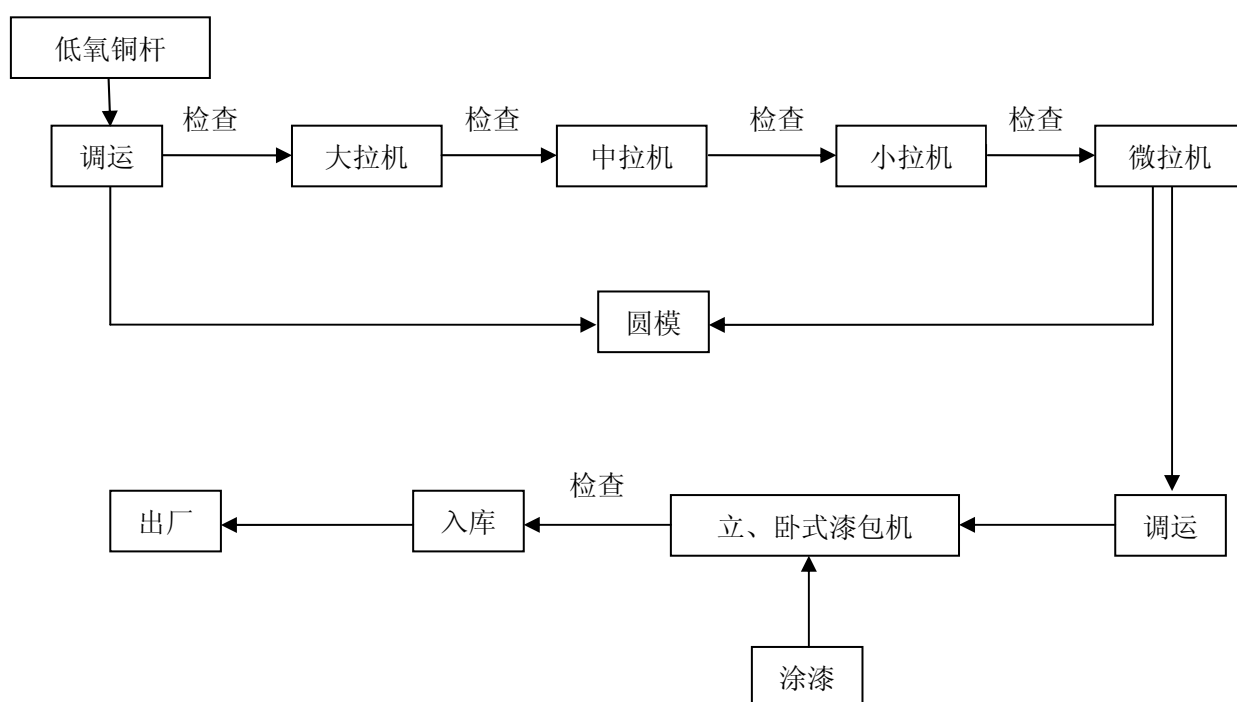 低氧铜杆
检查 检查 检查 检查
调运 大拉机 中拉机 小拉机 微拉机
圆模
检查
出厂 入库 立、卧式漆包机 调运
涂漆